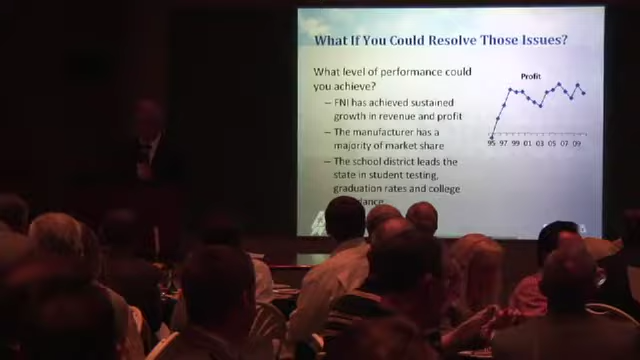 What If You Could Resolve Those Issues?
What level of performance could
you achieve?
– FNI has achieved sustained
growth in revenue and profit
– The manufacturer has a
majority of market share
– The school district leads the
state in student testing,
graduation rates and college
Profit
95 97 99 01 03 05 07 09